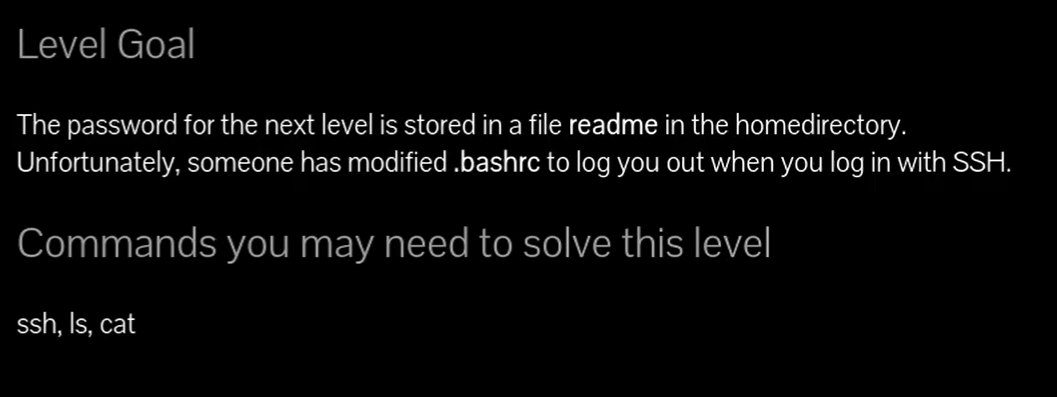 Level Goal
The password for the next level is stored in a file readme in the homedirectory.
Unfortunately, someone has modified .bashrc to log you out when you log in with SSH.
Commands you may need to solve this level
ssh, ls, cat